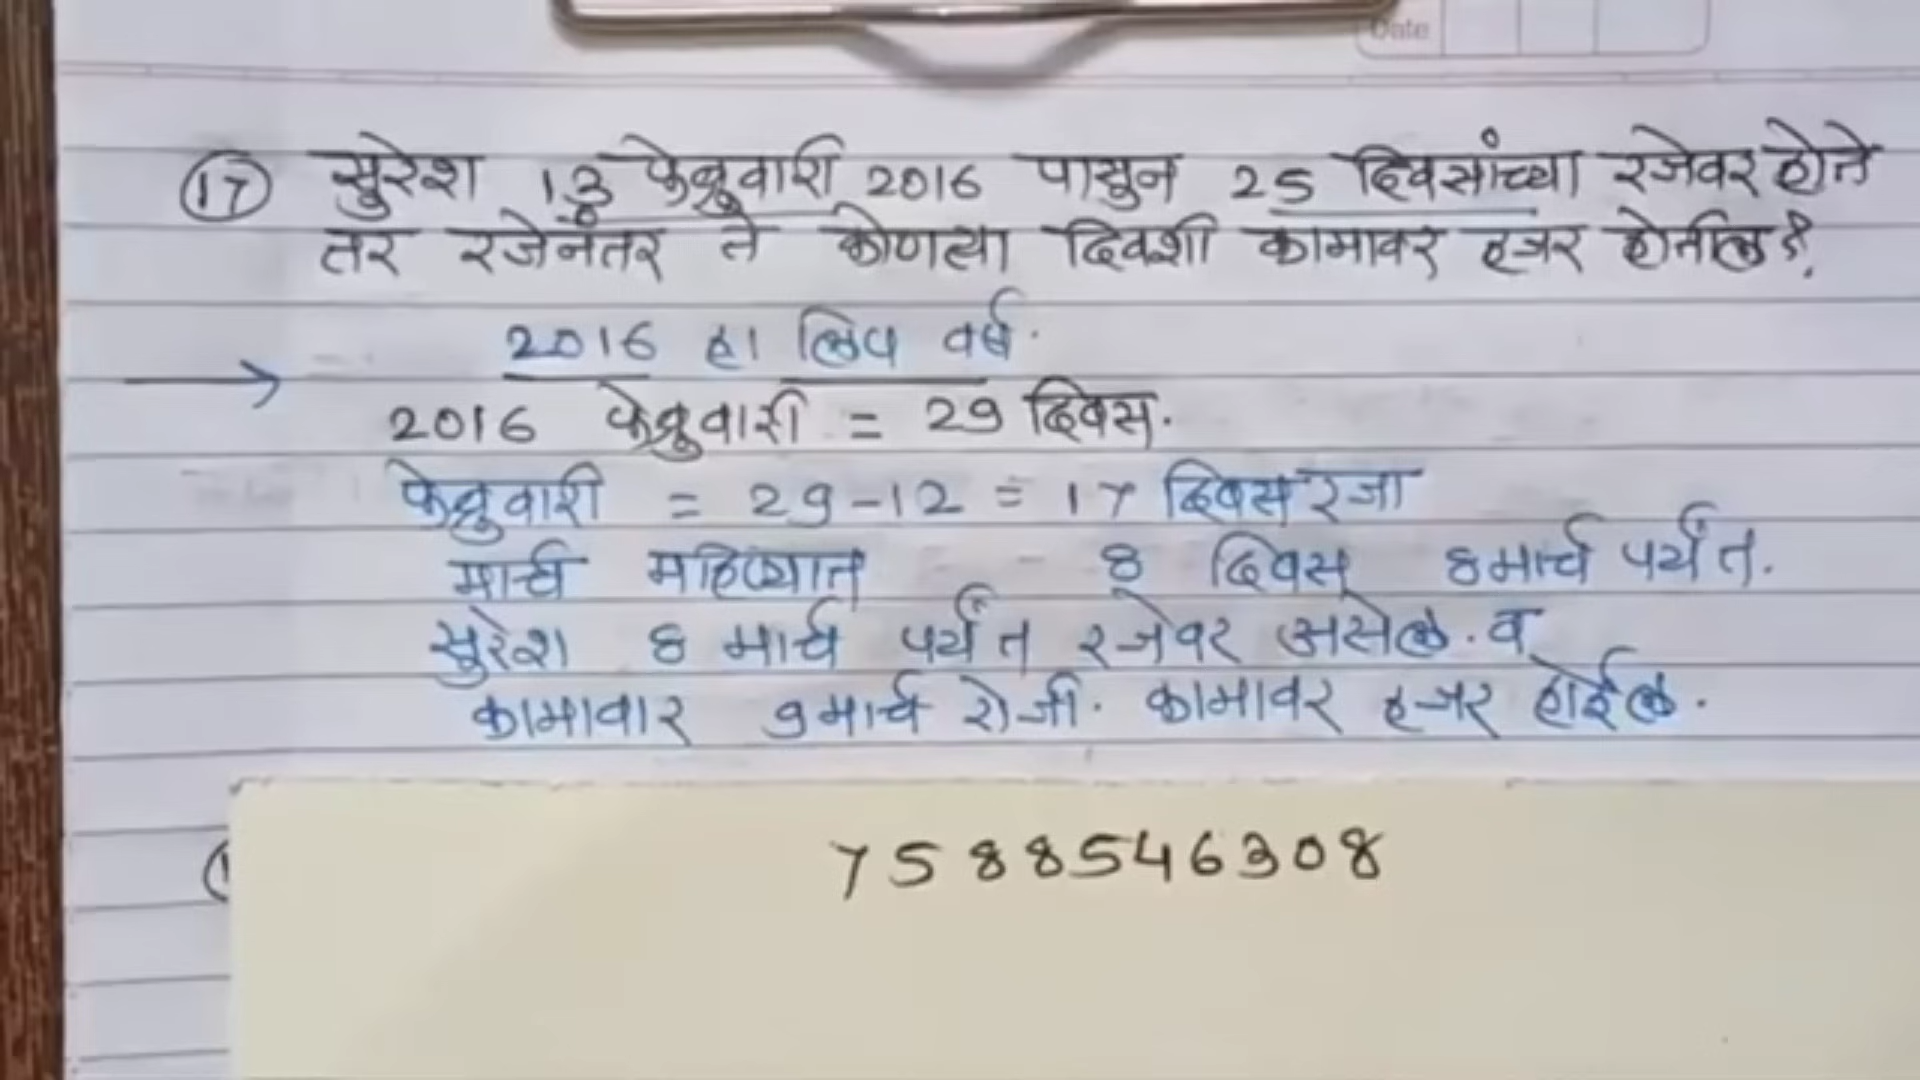 Date
17 सुरेश 13 फेब्रुवारी 2016 पासुन 25 दिवसांच्या रजेवर होते
तर रजेनंतर ते कोणत्या दिवशी कामावर हजर होतील?
2016 हा लिप वर्ष.
→ 2016 फेब्रुवारी = 29 दिवस.
फेब्रुवारी = 29-12 = 17 दिवस रजा
मार्च महिन्यात 8 दिवस 8 मार्च पर्यंत.
सुरेश 8 मार्च पर्यंत रजेवर असेल. व
कामावार 9 मार्च रोजी. कामावर हजर होईल.
7588546308